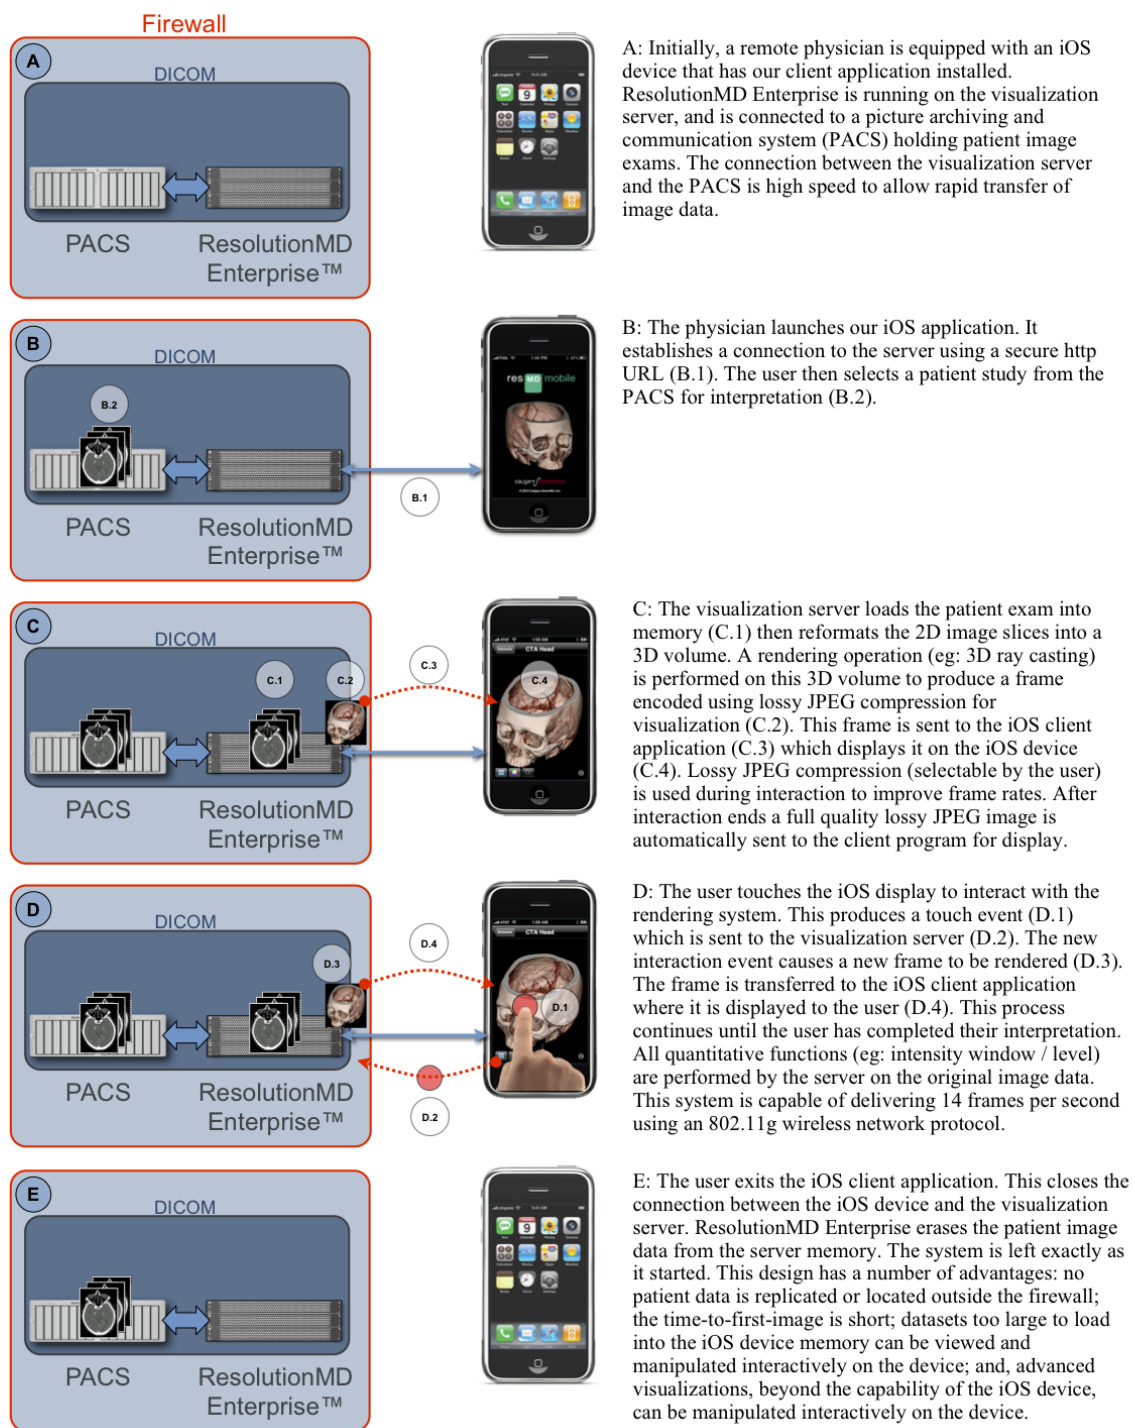 Firewall
A
DICOM
PACS
ResolutionMD
Enterprise™
A: Initially, a remote physician is equipped with an iOS
device that has our client application installed.
ResolutionMD Enterprise is running on the visualization
server, and is connected to a picture archiving and
communication system (PACS) holding patient image
exams. The connection between the visualization server
and the PACS is high speed to allow rapid transfer of
image data.
B
DICOM
B.2
B.1
PACS
ResolutionMD
Enterprise™
res MD mobile
B: The physician launches our iOS application. It
establishes a connection to the server using a secure http
URL (B.1). The user then selects a patient study from the
PACS for interpretation (B.2).
C
DICOM
C.1
C.2
C.3
C.4
CTA Head
PACS
ResolutionMD
Enterprise™
C: The visualization server loads the patient exam into
memory (C.1) then reformats the 2D image slices into a
3D volume. A rendering operation (eg: 3D ray casting)
is performed on this 3D volume to produce a frame
encoded using lossy JPEG compression for
visualization (C.2). This frame is sent to the iOS client
application (C.3) which displays it on the iOS device
(C.4). Lossy JPEG compression (selectable by the user)
is used during interaction to improve frame rates. After
interaction ends a full quality lossy JPEG image is
automatically sent to the client program for display.
D
DICOM
D.3
D.4
D.1
D.2
CTA Head
PACS
ResolutionMD
Enterprise™
D: The user touches the iOS display to interact with the
rendering system. This produces a touch event (D.1)
which is sent to the visualization server (D.2). The new
interaction event causes a new frame to be rendered (D.3).
The frame is transferred to the iOS client application
where it is displayed to the user (D.4). This process
continues until the user has completed their interpretation.
All quantitative functions (eg: intensity window / level)
are performed by the server on the original image data.
This system is capable of delivering 14 frames per second
using an 802.11g wireless network protocol.
E
DICOM
PACS
ResolutionMD
Enterprise™
E: The user exits the iOS client application. This closes the
connection between the iOS device and the visualization
server. ResolutionMD Enterprise erases the patient image
data from the server memory. The system is left exactly as
it started. This design has a number of advantages: no
patient data is replicated or located outside the firewall;
the time-to-first-image is short; datasets too large to load
into the iOS device memory can be viewed and
manipulated interactively on the device; and, advanced
visualizations, beyond the capability of the iOS device,
can be manipulated interactively on the device.